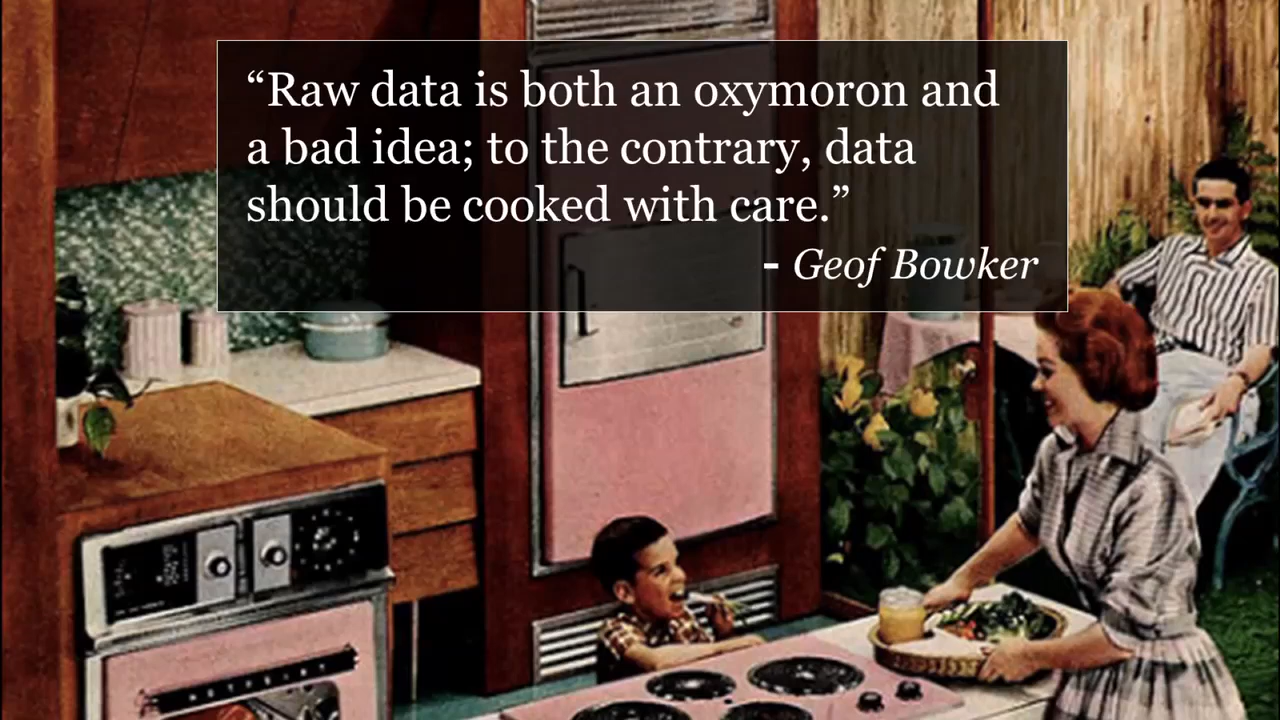 “Raw data is both an oxymoron and
a bad idea; to the contrary, data
should be cooked with care.”
- Geof Bowker
HOTPOINT